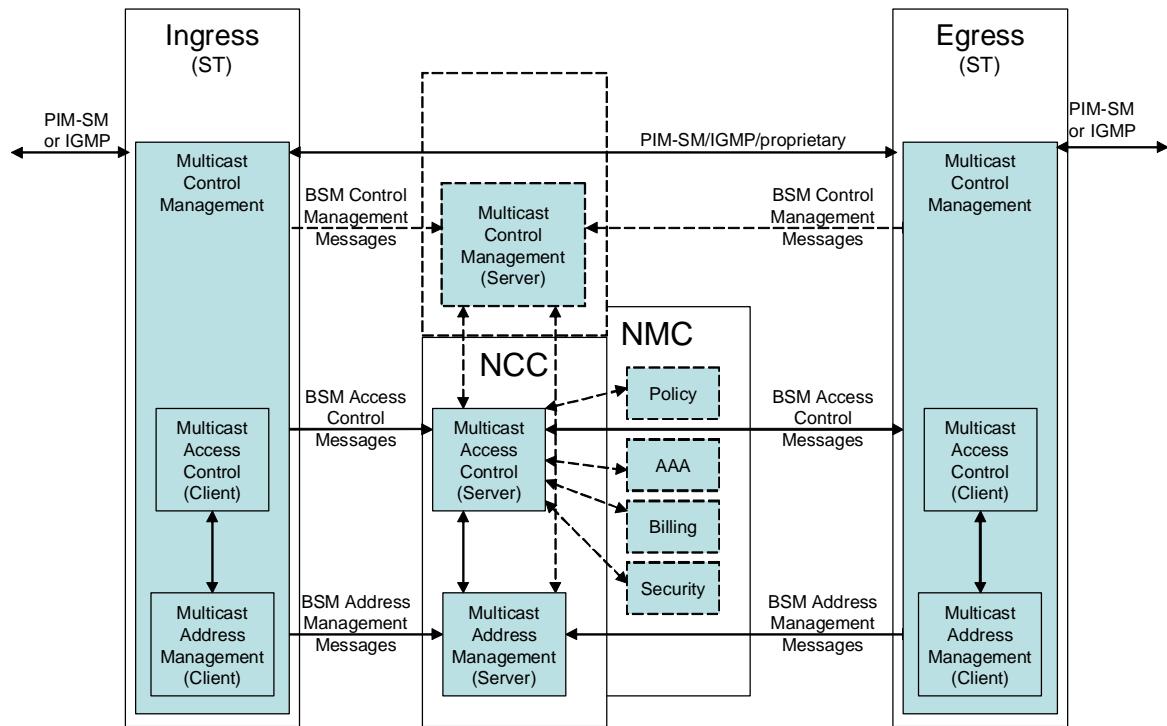 Ingress
(ST)
Egress
(ST)
PIM-SM
or IGMP
PIM-SM/IGMP/proprietary
PIM-SM
or IGMP
Multicast
Control
Management
BSM Control
Management
Messages
Multicast
Control
Management
(Server)
BSM Control
Management
Messages
Multicast
Control
Management
NCC
NMC
Policy
AAA
Billing
Security
BSM Access
Control
Messages
BSM Access
Control
Messages
Multicast
Access
Control
(Client)
Multicast
Access
Control
(Server)
Multicast
Access
Control
(Client)
BSM Address
Management
Messages
BSM Address
Management
Messages
Multicast
Address
Management
(Client)
Multicast
Address
Management
(Server)
Multicast
Address
Management
(Client)